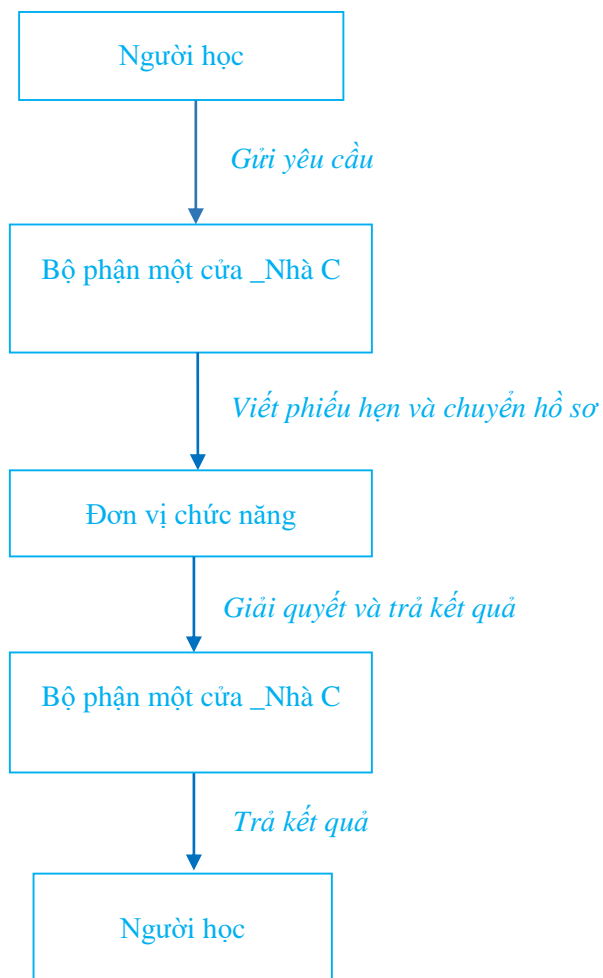 Người học
Gửi yêu cầu
Bộ phận một cửa _Nhà C
Viết phiếu hẹn và chuyển hồ sơ
Đơn vị chức năng
Giải quyết và trả kết quả
Bộ phận một cửa _Nhà C
Trả kết quả
Người học